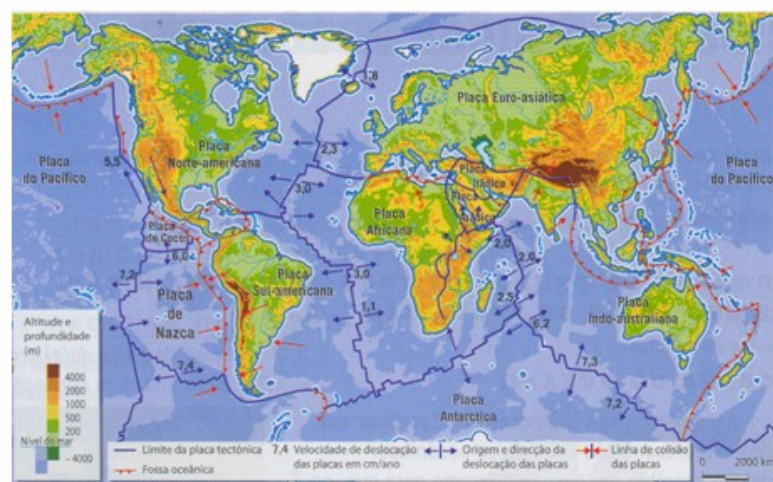 Placa Euro-asiática
Placa
Norte-americana
Placa
do Pacífico
Placa
do Pacífico
1,8
2,3
5,5
3,0
Placa
Irânica
Placa
Arábica
Placa
Africana
Placa
de Cocos
6,0
7,2
2,0
2,0
Placa
Sul-americana
3,0
1,1
2,5
6,2
Placa
de
Nazca
Placa
Indo-australiana
7,4
7,3
7,2
Placa
Antarctica
Altitude e
profundidade
(m)
4000
2000
1000
500
200
Nível do mar
– 4000
Limite da placa tectónica
Fossa oceânica
7,4 Velocidade de deslocação
das placas em cm/ano
Origem e direcção da
deslocação das placas
Linha de colisão
das placas
0 2000 km